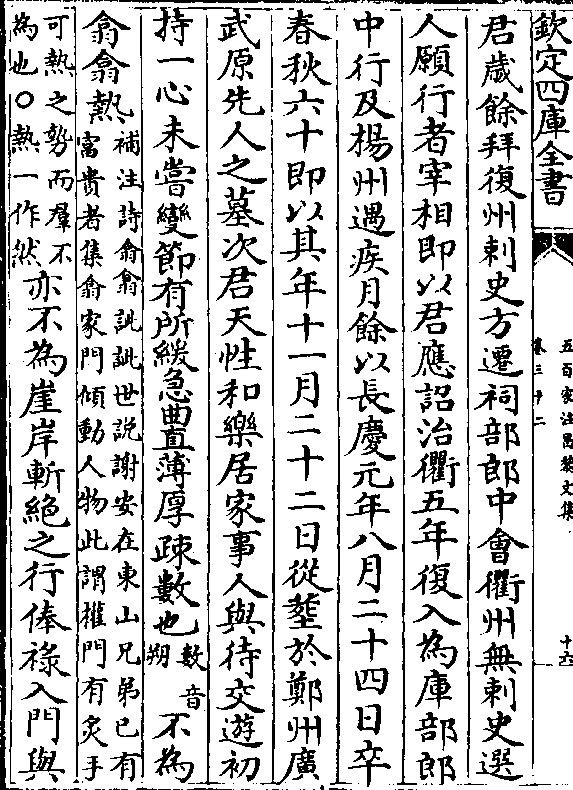 欽定四庫全書
五百家注昌黎文集
卷三十二
十六
君歲餘拜復州刺史方遷祠部郎中會衢州無刺史選
人願行者宰相即以君應詔治衢五年復入為庫部郎
中行及楊州遇疾月餘以長慶元年八月二十四日卒
春秋六十即以其年十一月二十二日從塟於鄭州廣
武原先人之墓次君天性和樂居家事人與待交遊初
持一心未嘗變節有所緩急曲直薄厚疎數也數音朔不為
翕翕熱補注詩翕翕訿訿世説謝安在東山兄弟已有富貴者集翕家門傾動人物此謂權門有炙手
可熱之勢而羣不為也〇熱一作然亦不為崖岸斬絶之行俸祿入門與